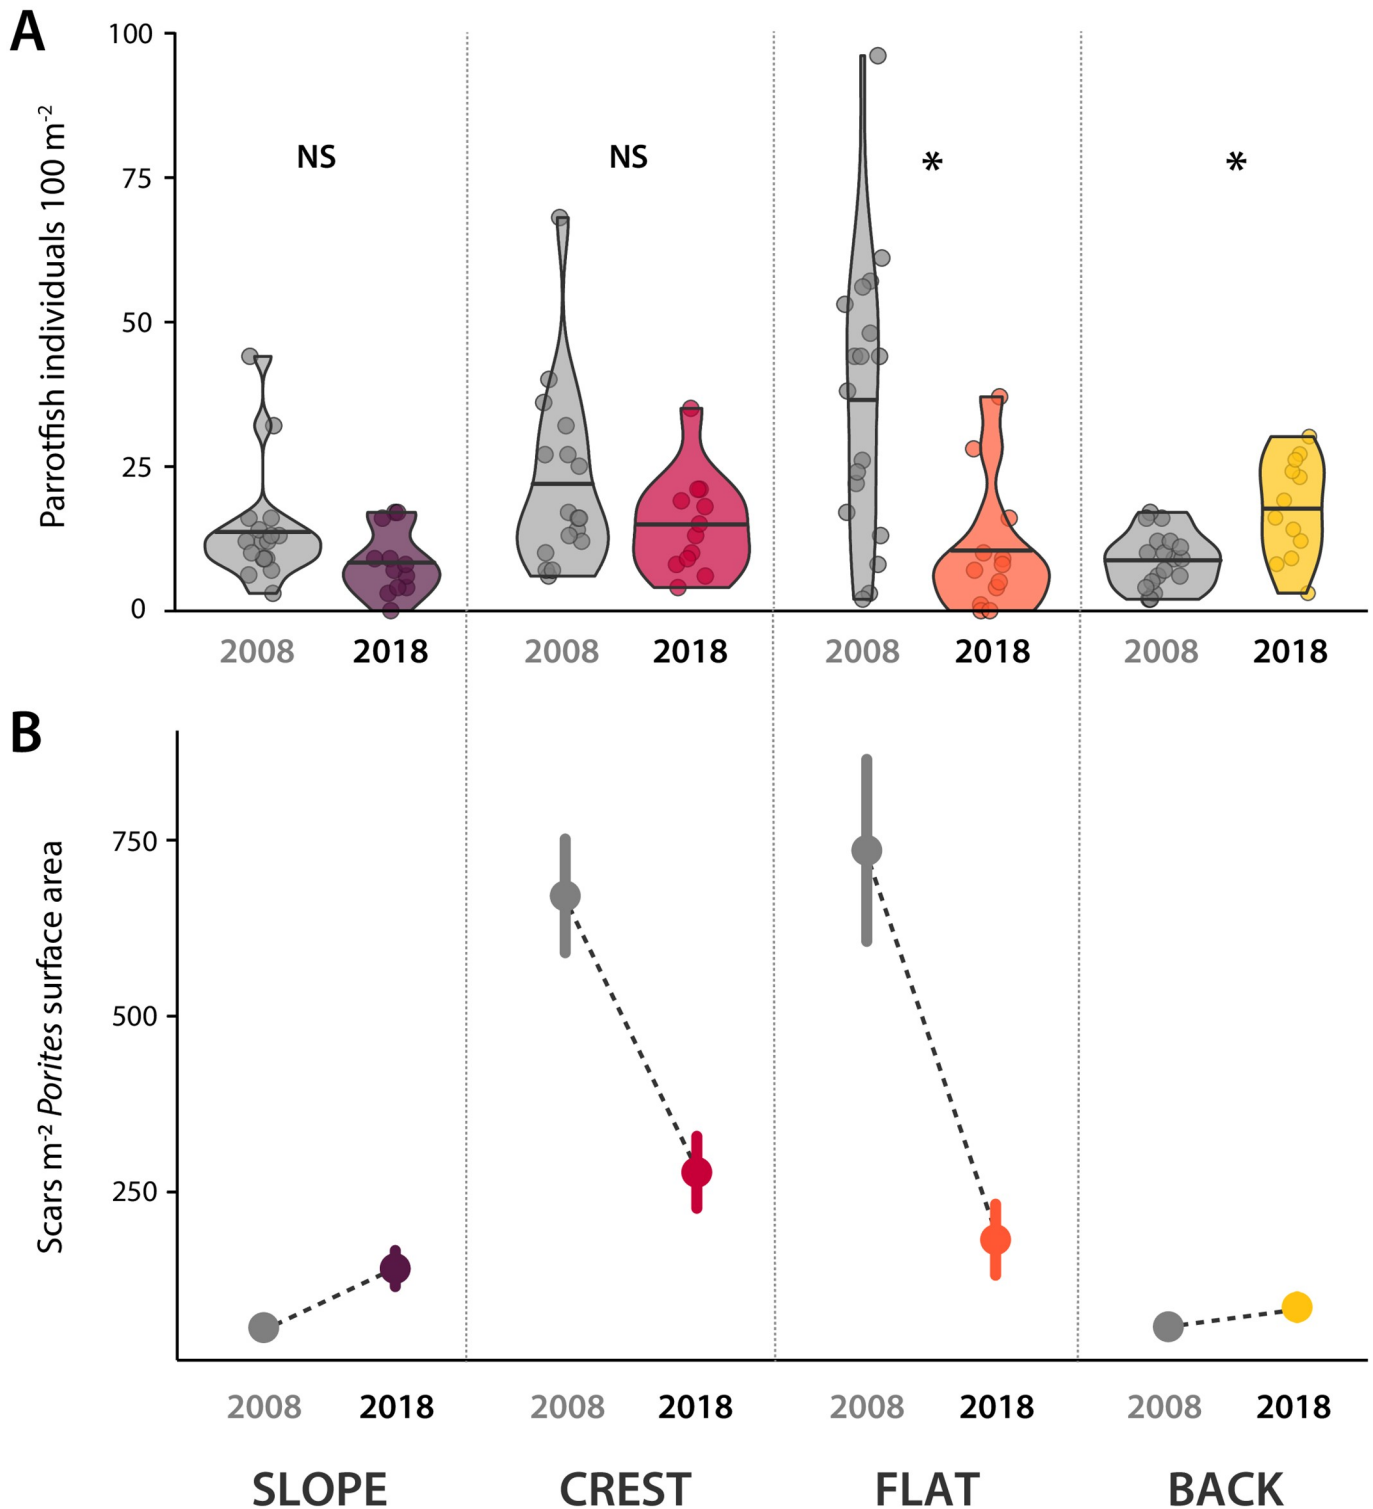 A
Parrotfish individuals 100 m⁻²
100
75
50
25
0
NS
NS
*
*
2008 2018 2008 2018 2008 2018 2008 2018
B
Scars m⁻² Porites surface area
750
500
250
2008 2018 2008 2018 2008 2018 2008 2018
SLOPE CREST FLAT BACK